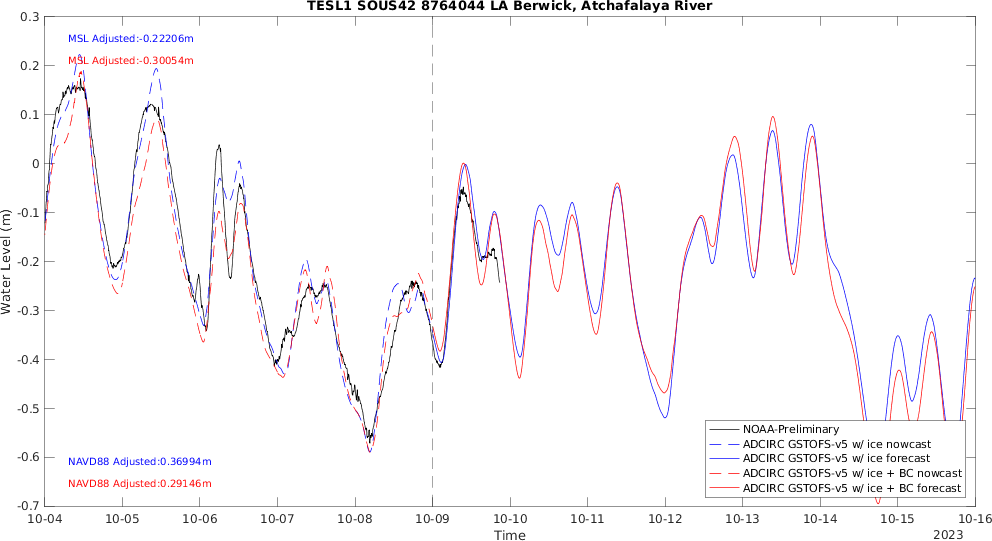 TESL1 SOUS42 8764044 LA Berwick, Atchafalaya River
MSL Adjusted:-0.22206m
MSL Adjusted:-0.30054m
Water Level (m)
0.3
0.2
0.1
0
-0.1
-0.2
-0.3
-0.4
-0.5
-0.6
-0.7
NAVD88 Adjusted:0.36994m
NAVD88 Adjusted:0.29146m
NOAA-Preliminary
ADCIRC GSTOFS-v5 w/ ice nowcast
ADCIRC GSTOFS-v5 w/ ice forecast
ADCIRC GSTOFS-v5 w/ ice + BC nowcast
ADCIRC GSTOFS-v5 w/ ice + BC forecast
10-04 10-05 10-06 10-07 10-08 10-09 10-10 10-11 10-12 10-13 10-14 10-15 10-16
Time
2023